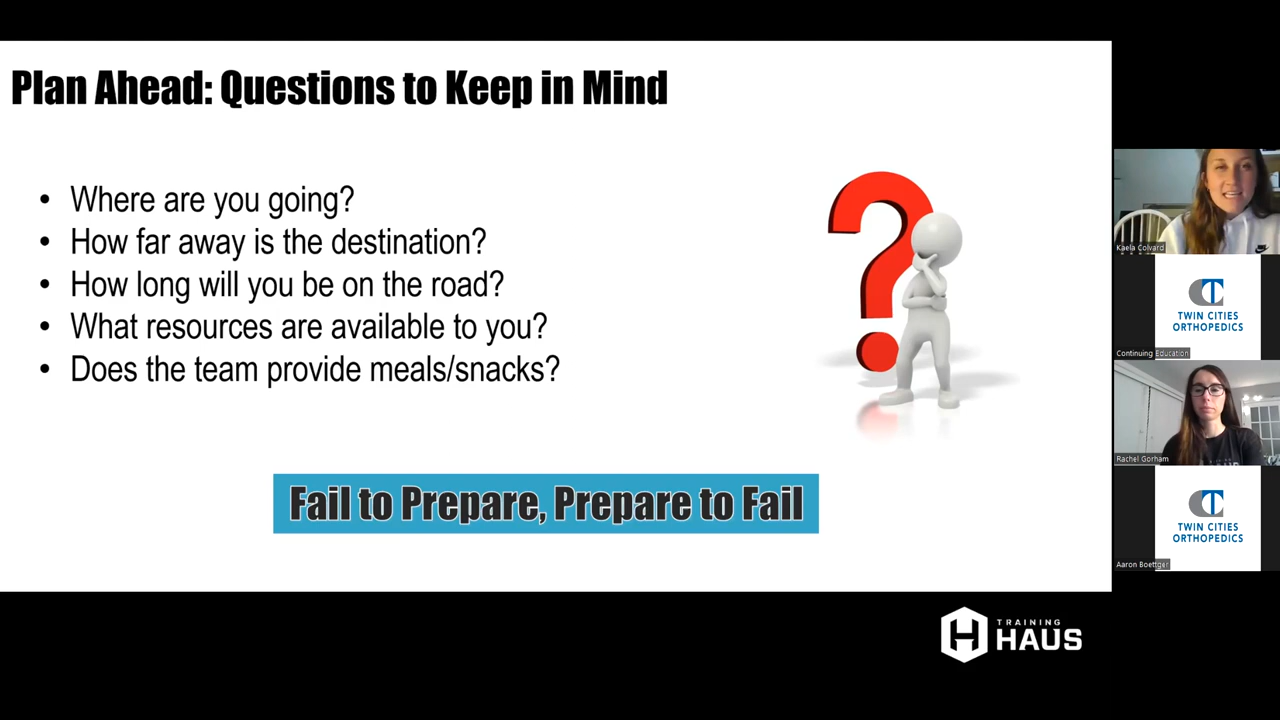 Plan Ahead: Questions to Keep in Mind
• Where are you going?
• How far away is the destination?
• How long will you be on the road?
• What resources are available to you?
• Does the team provide meals/snacks?
Fail to Prepare, Prepare to Fail
Kaela Colvard
TWIN CITIES
ORTHOPEDICS
Continuing Education
Rachel Gorham
TWIN CITIES
ORTHOPEDICS
Aaron Boettger
TRAINING
HAUS